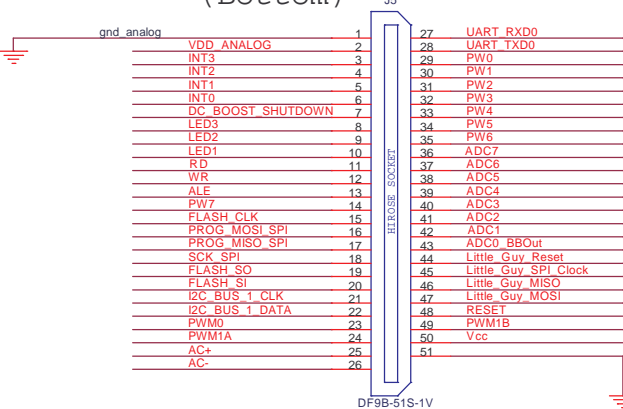 (Bottom)
J5
gnd_analog 1 27 UART_RXD0
VDD_ANALOG 2 28 UART_TXD0
INT3 3 29 PW0
INT2 4 30 PW1
INT1 5 31 PW2
INT0 6 32 PW3
DC_BOOST_SHUTDOWN 7 33 PW4
LED3 8 34 PW5
LED2 9 35 PW6
LED1 10 36 ADC7
RD 11 37 ADC6
WR 12 38 ADC5
ALE 13 39 ADC4
PW7 14 40 ADC3
FLASH_CLK 15 41 ADC2
PROG_MOSI_SPI 16 42 ADC1
PROG_MISO_SPI 17 43 ADC0_BBOut
SCK_SPI 18 44 Little_Guy_Reset
FLASH_SO 19 45 Little_Guy_SPI_Clock
FLASH_SI 20 46 Little_Guy_MISO
I2C_BUS_1_CLK 21 47 Little_Guy_MOSI
I2C_BUS_1_DATA 22 48 RESET
PWM0 23 49 PWM1B
PWM1A 24 50 Vcc
AC+ 25 51
AC- 26
HIROSE SOCKET
DF9B-51S-1V